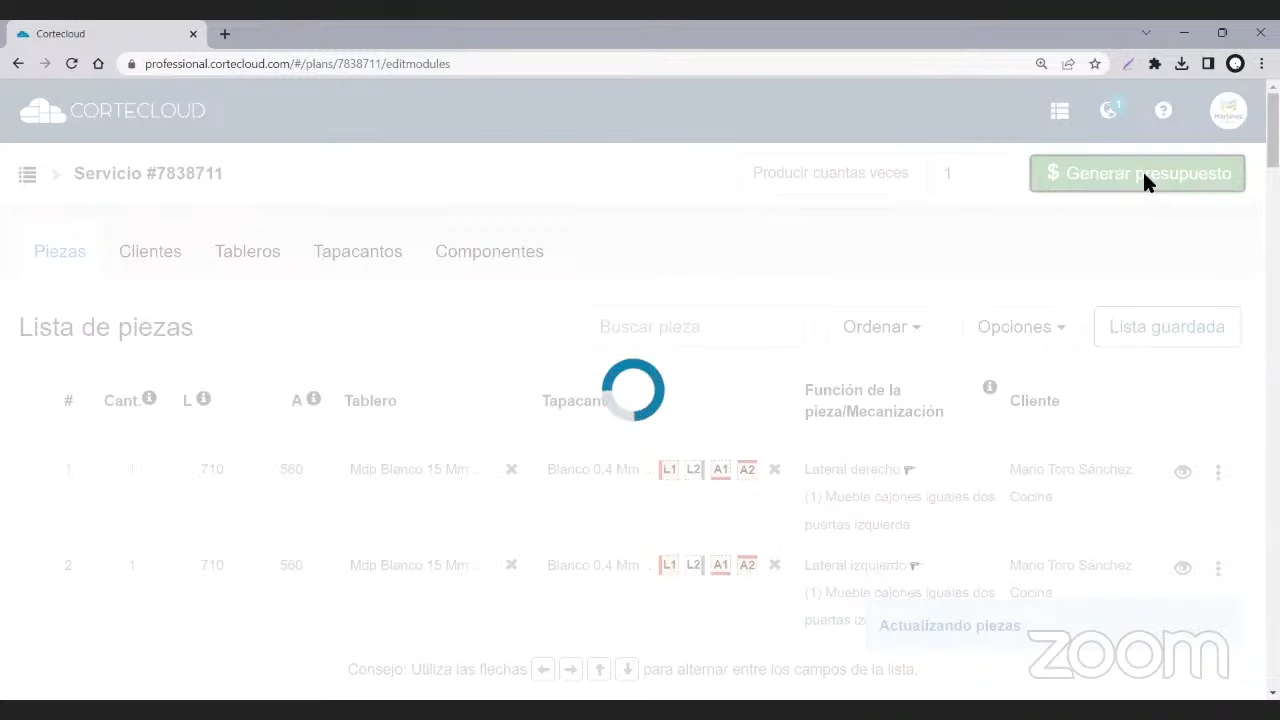 Cortecloud
professional.cortecloud.com/#/plans/7838711/editmodules
CORTECLOUD
1
?
Martinez
Servicio #7838711
Producir cuantas veces
1
$ Generar presupuesto
Piezas
Clientes
Tableros
Tapacantos
Componentes
Lista de piezas
Buscar pieza
Ordenar
Opciones
Lista guardada
# Cant. L A Tablero Tapacant Función de la pieza/Mecanización Cliente
1 1 710 560 Mdp Blanco 15 Mm ... Blanco 0.4 Mm ... L1 L2 A1 A2 Lateral derecho Mario Toro Sánchez
(1) Mueble cajones iguales dos Cocina
puertas izquierda
2 1 710 560 Mdp Blanco 15 Mm ... Blanco 0.4 Mm ... L1 L2 A1 A2 Lateral izquierdo Mario Toro Sánchez
(1) Mueble cajones iguales dos Cocina
puertas iz
Actualizando piezas
Consejo: Utiliza las flechas ← → ↑ ↓ para alternar entre los campos de la lista.
zoom